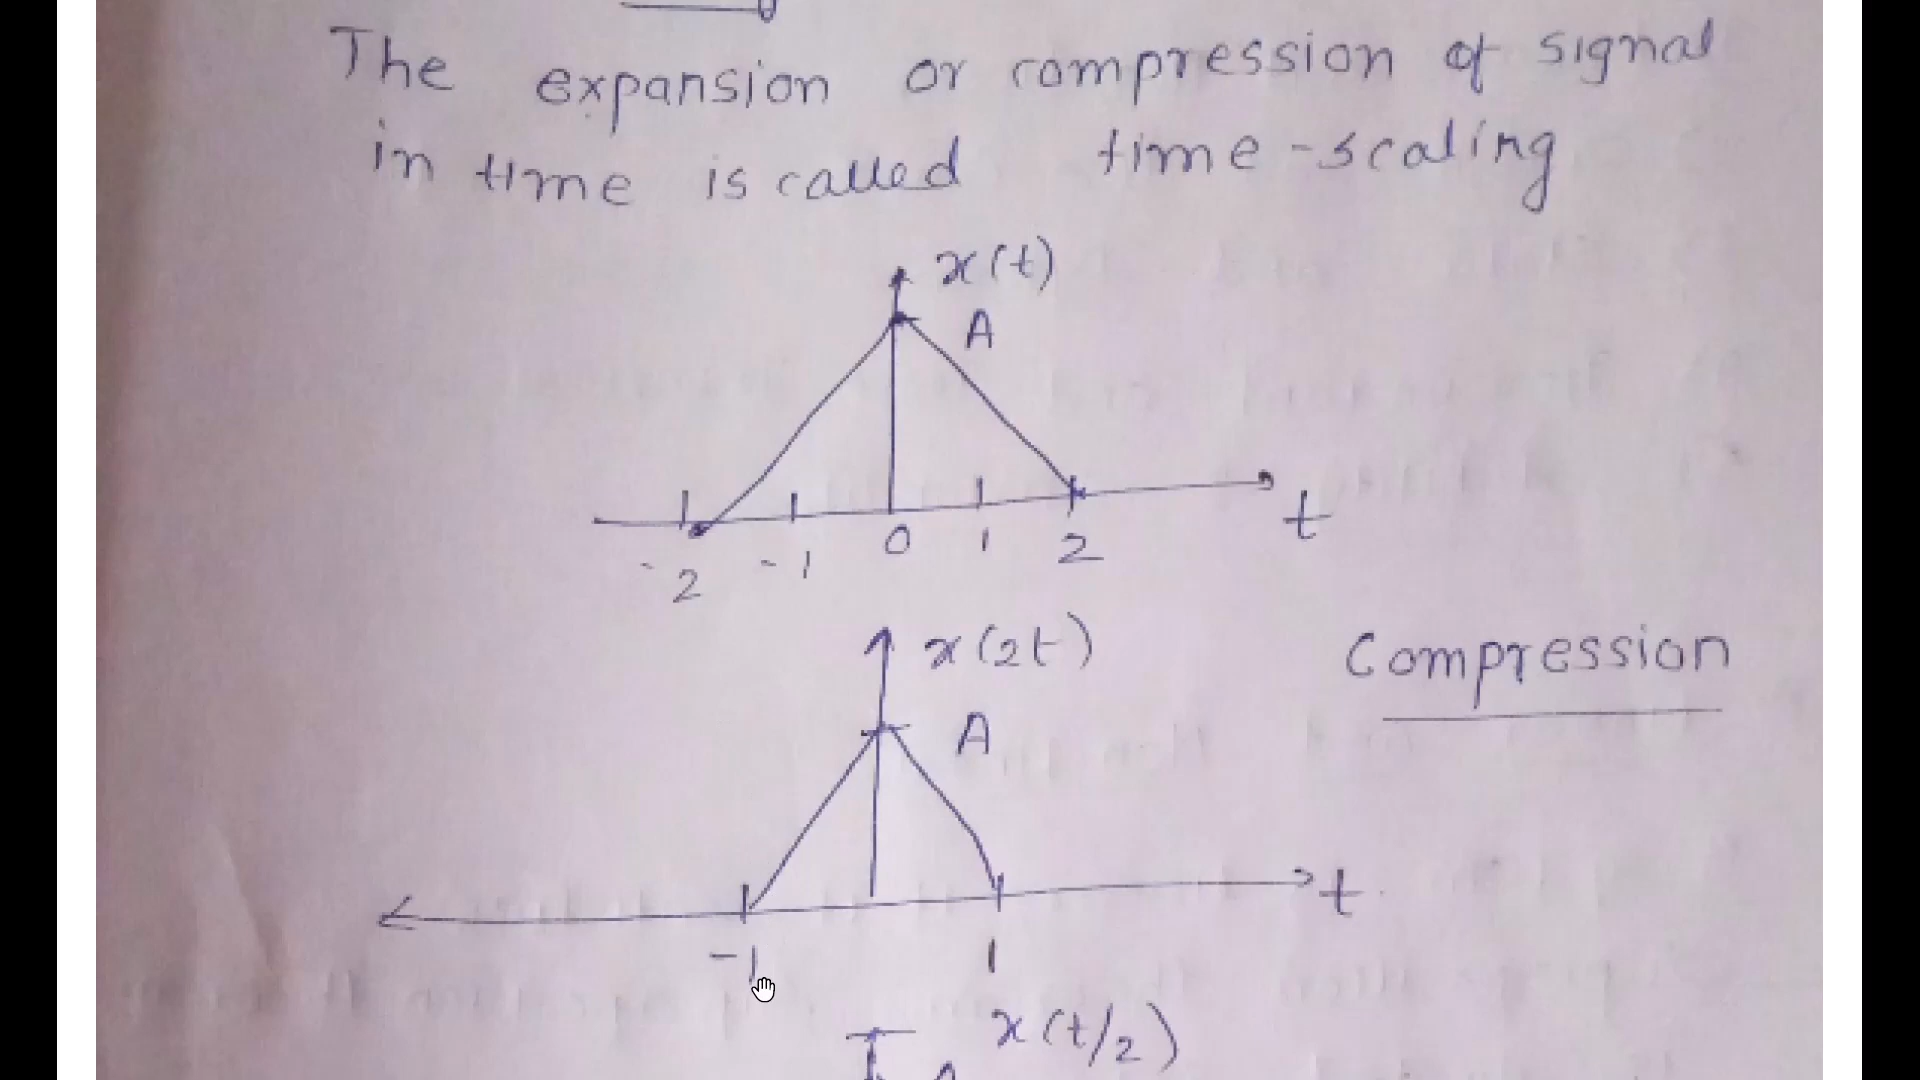 The expansion or compression of signal
in time is called time-scaling
x(t)
A
-2 -1 0 1 2 t
x(2t) Compression
A
t
-1 1
x(t/2)